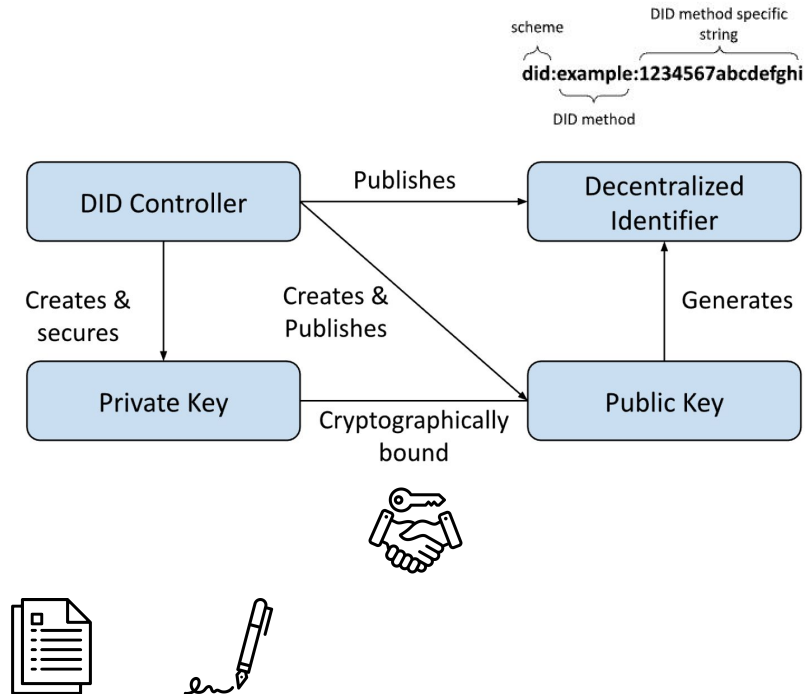 DID method specific
string
scheme
did:example:1234567abcdefghi
DID method
DID Controller
Publishes
Decentralized
Identifier
Creates &
secures
Creates &
Publishes
Generates
Private Key
Cryptographically
bound
Public Key